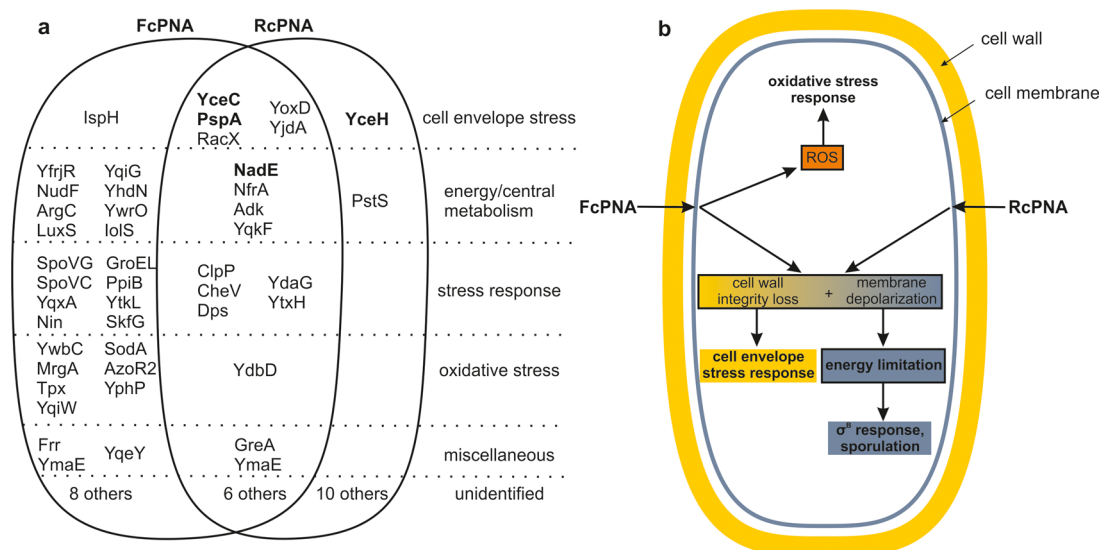 a
FcPNA
RcPNA
IspH
YceC
PspA
RacX
YoxD
YjdA
YceH
cell envelope stress
YfrjR
NudF
ArgC
LuxS
YqiG
YhdN
YwrO
IolS
NadE
NfrA
Adk
YqkF
PstS
energy/central
metabolism
SpoVG
SpoVC
YqxA
Nin
GroEL
PpiB
YtkL
SkfG
ClpP
CheV
Dps
YdaG
YtxH
stress response
YwbC
MrgA
Tpx
YqiW
SodA
AzoR2
YphP
YdbD
oxidative stress
Frr
YmaE
YqeY
GreA
YmaE
miscellaneous
8 others
6 others
10 others
unidentified
b
cell wall
cell membrane
oxidative stress
response
ROS
FcPNA
RcPNA
cell wall
integrity loss
+
membrane
depolarization
cell envelope
stress response
energy limitation
σᴮ response,
sporulation